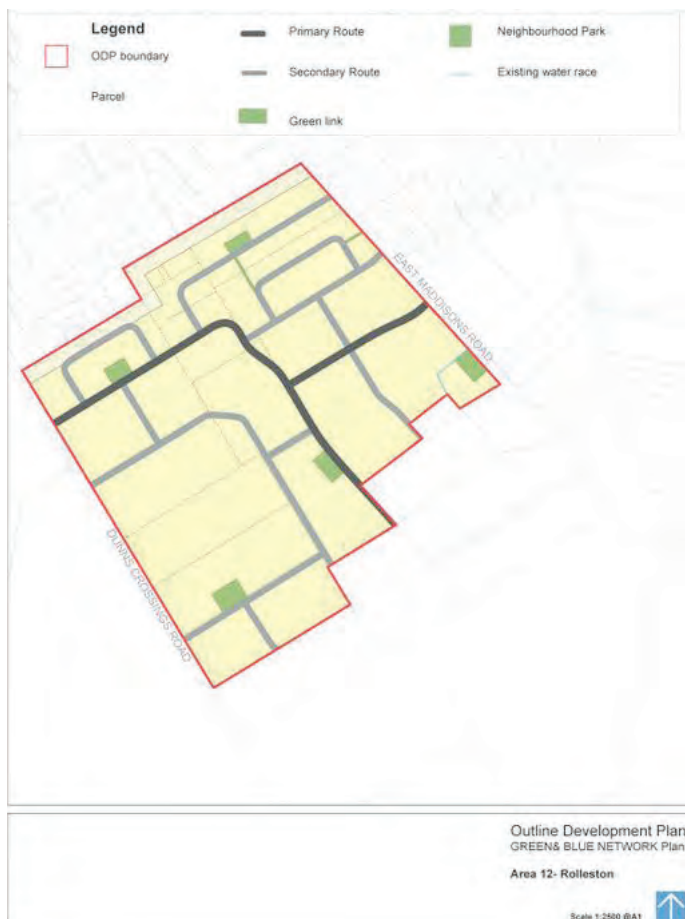 Legend
ODP boundary
Parcel
Primary Route
Secondary Route
Green link
Neighbourhood Park
Existing water race
EAST MADDISONS ROAD
DUNNS CROSSINGS ROAD
Outline Development Plan
GREEN& BLUE NETWORK Plan
Area 12- Rolleston
Scale 1:2500 @A1